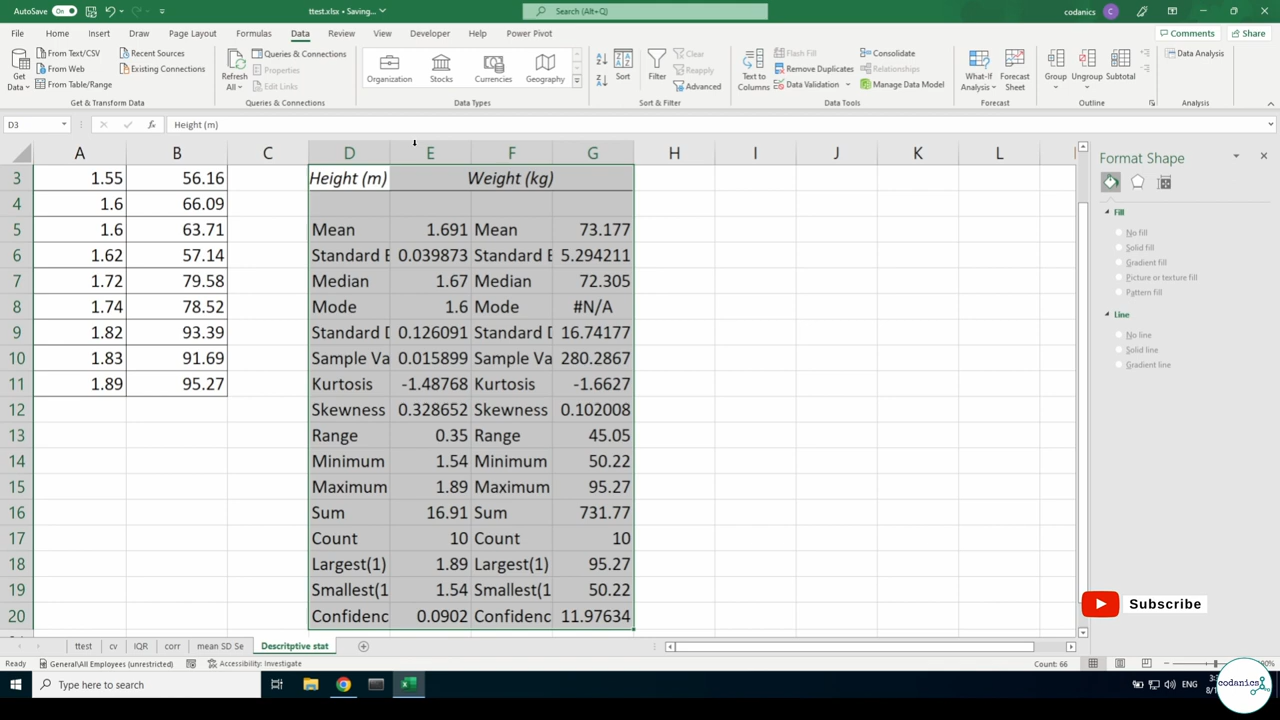 AutoSave On ttest.xlsx • Saving... Search (Alt+Q) codanics C
File Home Insert Draw Page Layout Formulas Data Review View Developer Help Power Pivot Comments Share
Get Data From Text/CSV Recent Sources
From Web Existing Connections
From Table/Range
Get & Transform Data
Refresh All Queries & Connections
Properties
Edit Links
Queries & Connections
Organization Stocks Currencies Geography
Data Types
Sort Filter Clear
Reapply
Advanced
Sort & Filter
Text to Columns Flash Fill Consolidate
Remove Duplicates Relationships
Data Validation Manage Data Model
Data Tools
What-If Analysis Forecast Sheet
Forecast
Group Ungroup Subtotal
Outline
Data Analysis
Analysis
D3 fx Height (m)
A B C D E F G H I J K L
3 1.55 56.16 Height (m) Weight (kg)
4 1.6 66.09
5 1.6 63.71 Mean 1.691 Mean 73.177
6 1.62 57.14 Standard E 0.039873 Standard E 5.294211
7 1.72 79.58 Median 1.67 Median 72.305
8 1.74 78.52 Mode 1.6 Mode #N/A
9 1.82 93.39 Standard D 0.126091 Standard D 16.74177
10 1.83 91.69 Sample Va 0.015899 Sample Va 280.2867
11 1.89 95.27 Kurtosis -1.48768 Kurtosis -1.6627
12 Skewness 0.328652 Skewness 0.102008
13 Range 0.35 Range 45.05
14 Minimum 1.54 Minimum 50.22
15 Maximum 1.89 Maximum 95.27
16 Sum 16.91 Sum 731.77
17 Count 10 Count 10
18 Largest(1) 1.89 Largest(1) 95.27
19 Smallest(1 1.54 Smallest(1 50.22
20 Confidenc 0.0902 Confidenc 11.97634
Format Shape
Fill
No fill
Solid fill
Gradient fill
Picture or texture fill
Pattern fill
Line
No line
Solid line
Gradient line
Subscribe
ttest cv IQR corr mean SD Se Descritptive stat
Ready General\All Employees (unrestricted) Accessibility: Investigate Count: 66
Type here to search ENG
codanics